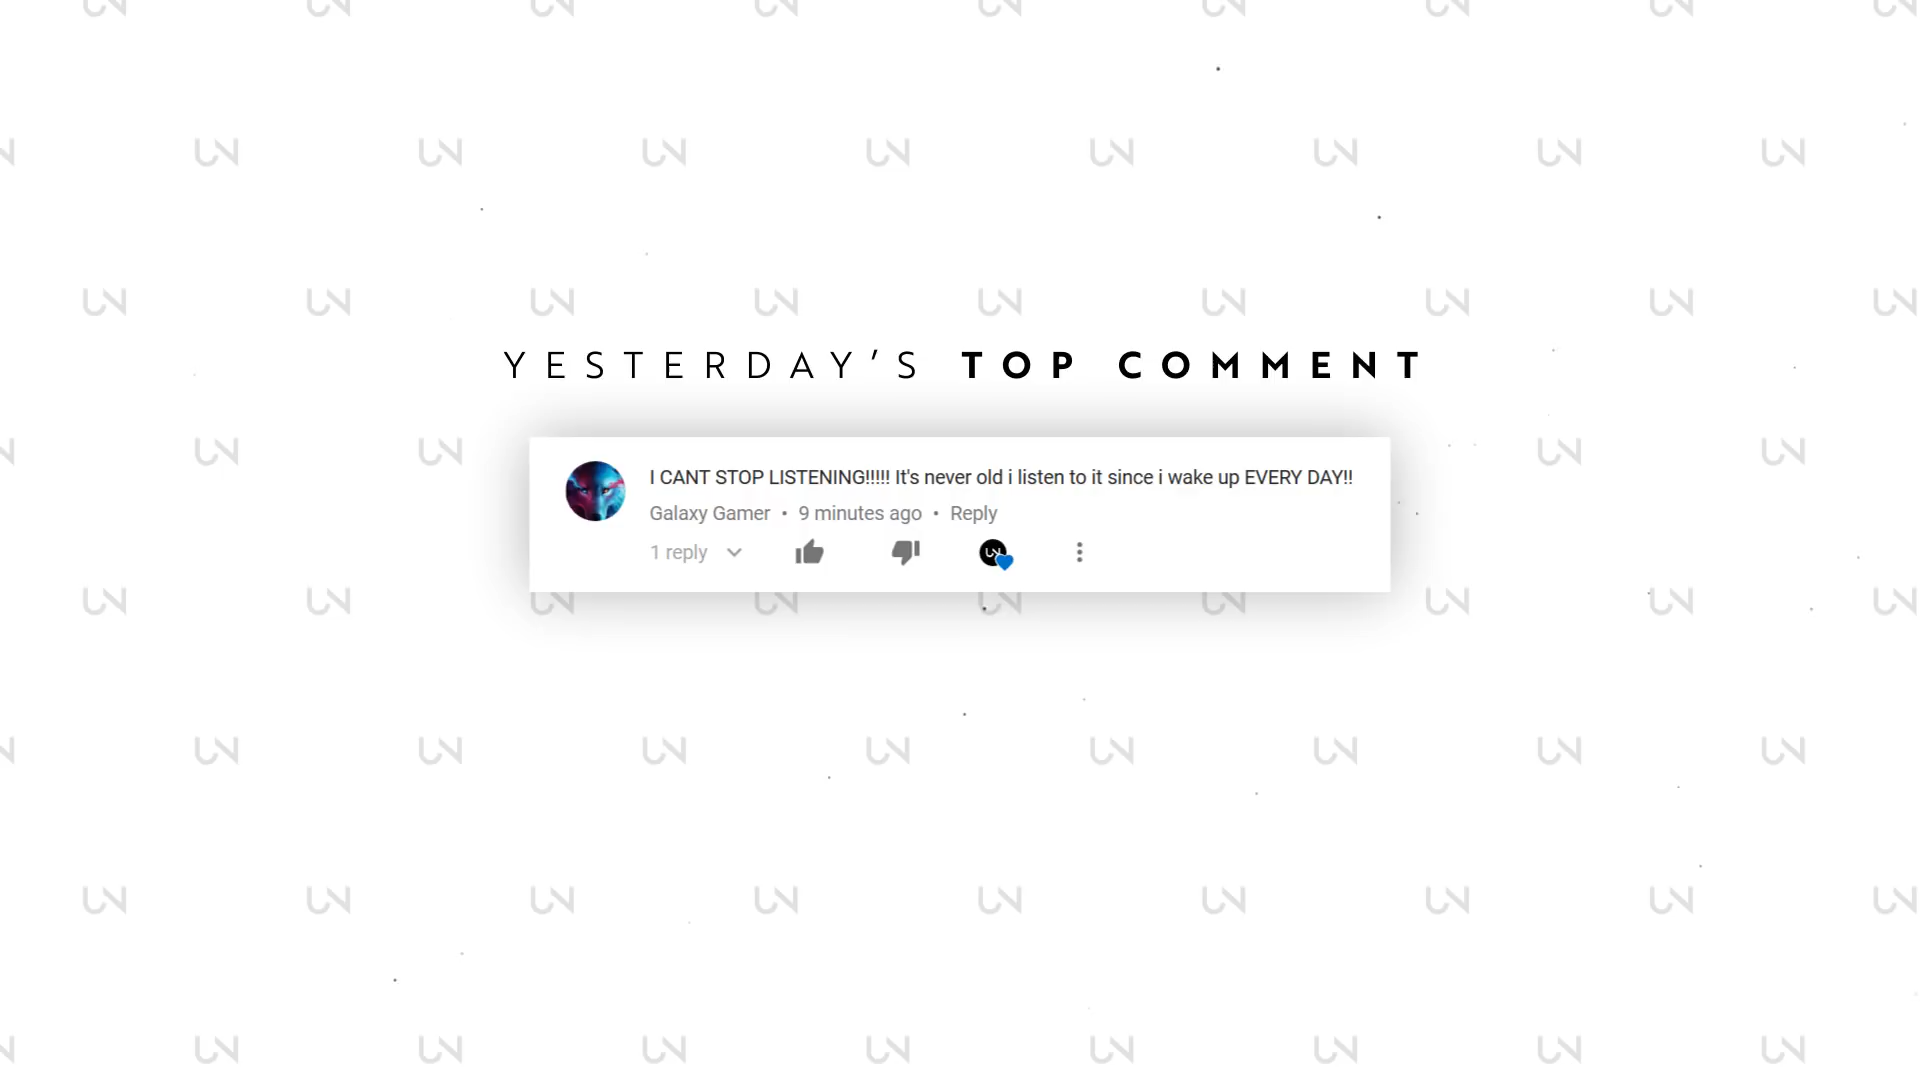 YESTERDAY’S TOP COMMENT
I CANT STOP LISTENING!!!!! It's never old i listen to it since i wake up EVERY DAY!!
Galaxy Gamer • 9 minutes ago • Reply
1 reply